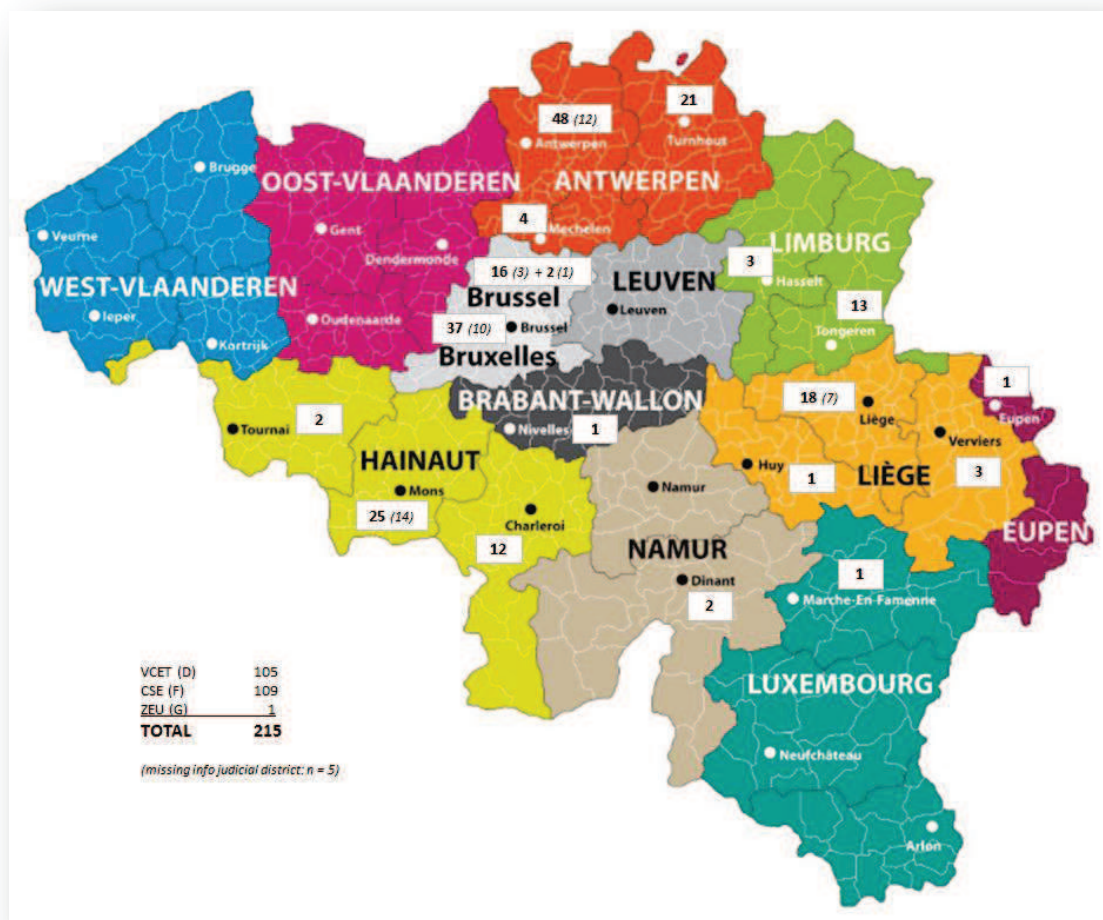 21
48 (12)
Antwerpen
Turnhout
Brugge
OOST-VLAANDEREN
ANTWERPEN
4
Mechelen
Gent
Veurne
Dendermonde
LIMBURG
3
Hasselt
16 (3) + 2 (1)
LEUVEN
WEST-VLAANDEREN
Brussel
Leuven
13
Ieper
Oudenaarde
37 (10)
Brussel
Tongeren
Kortrijk
Bruxelles
BRABANT-WALLON
1
Eupen
18 (7)
Liège
2
Tournai
Nivelles
1
Verviers
HAINAUT
Huy
1
LIÈGE
3
Mons
Namur
25 (14)
Charleroi
12
EUPEN
NAMUR
Dinant
2
1
Marche-En-Famenne
VCET (D) 105
CSE (F) 109
ZEU (G) 1
TOTAL 215
(missing info judicial district: n = 5)
LUXEMBOURG
Neufchâteau
Arlon